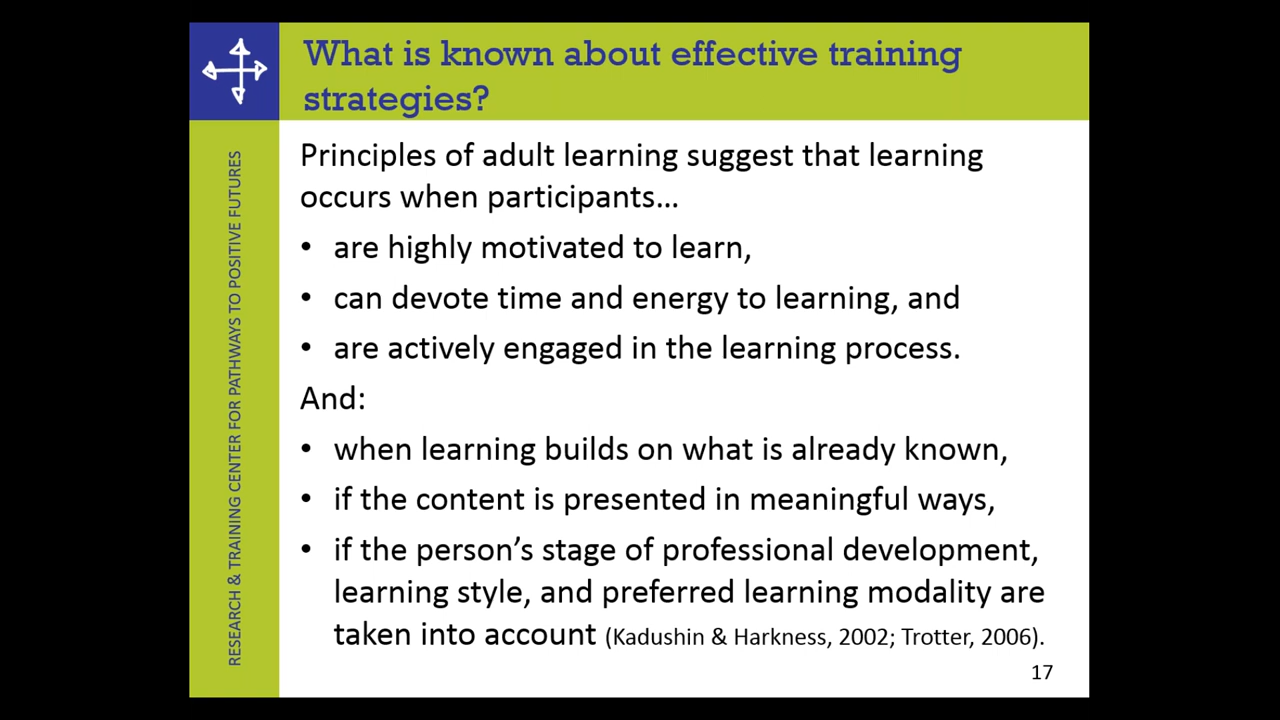 What is known about effective training
strategies?
RESEARCH & TRAINING CENTER FOR PATHWAYS TO POSITIVE FUTURES
Principles of adult learning suggest that learning
occurs when participants…
• are highly motivated to learn,
• can devote time and energy to learning, and
• are actively engaged in the learning process.
And:
• when learning builds on what is already known,
• if the content is presented in meaningful ways,
• if the person’s stage of professional development,
learning style, and preferred learning modality are
taken into account (Kadushin & Harkness, 2002; Trotter, 2006).
17